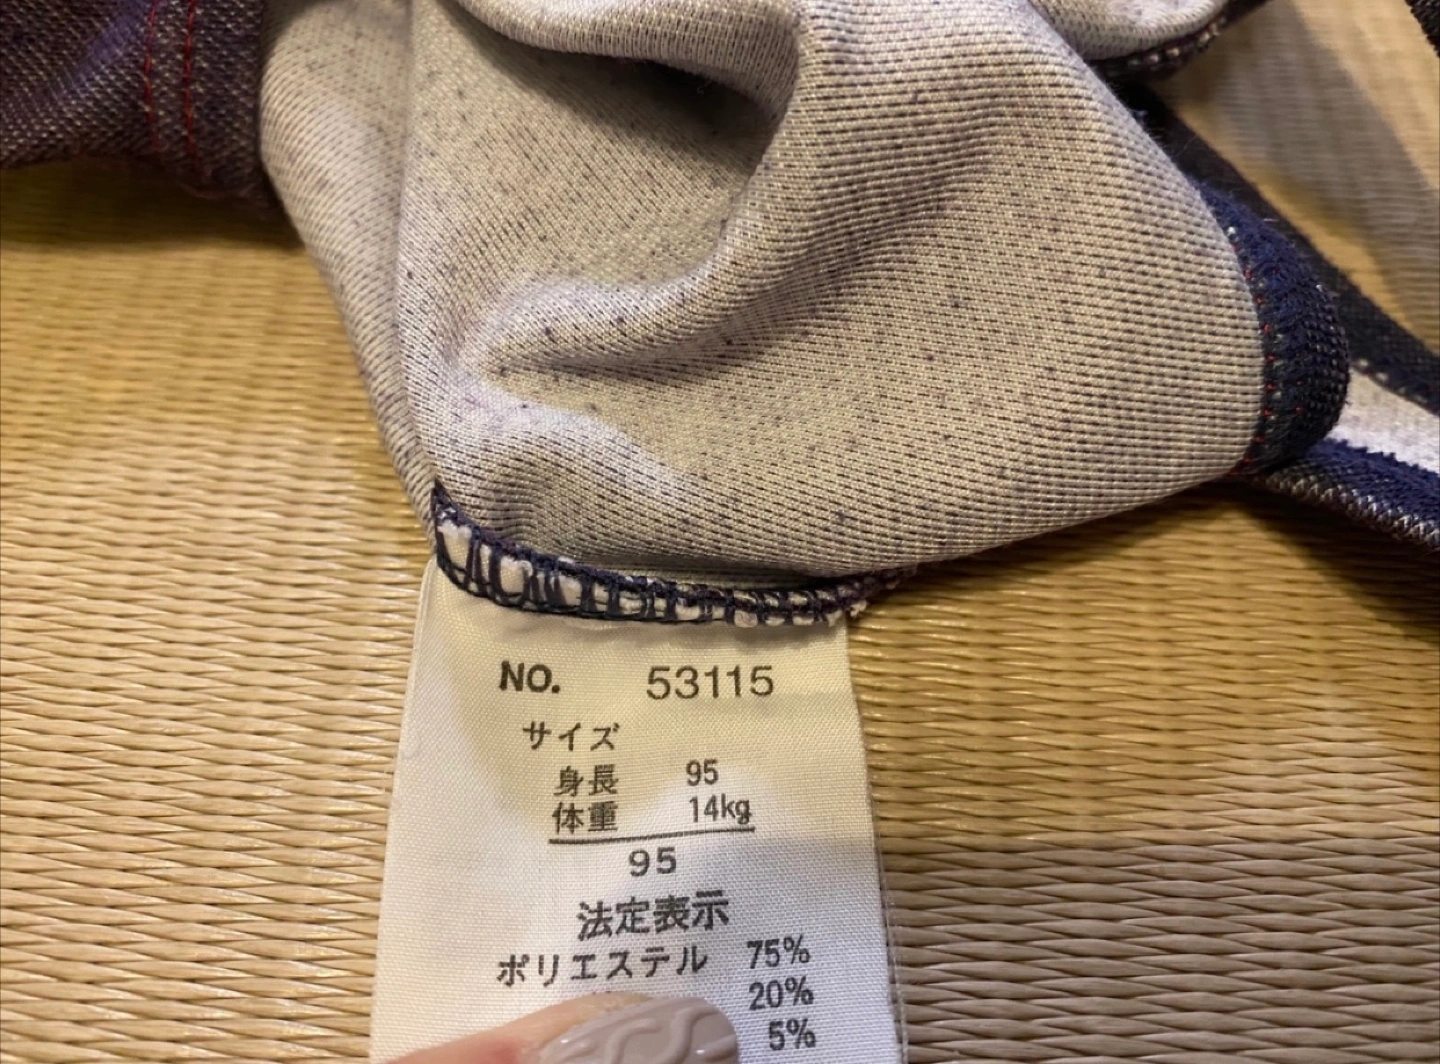 NO. 53115
サイズ
身長 95
体重 14kg
95
法定表示
ポリエステル 75%
20%
5%